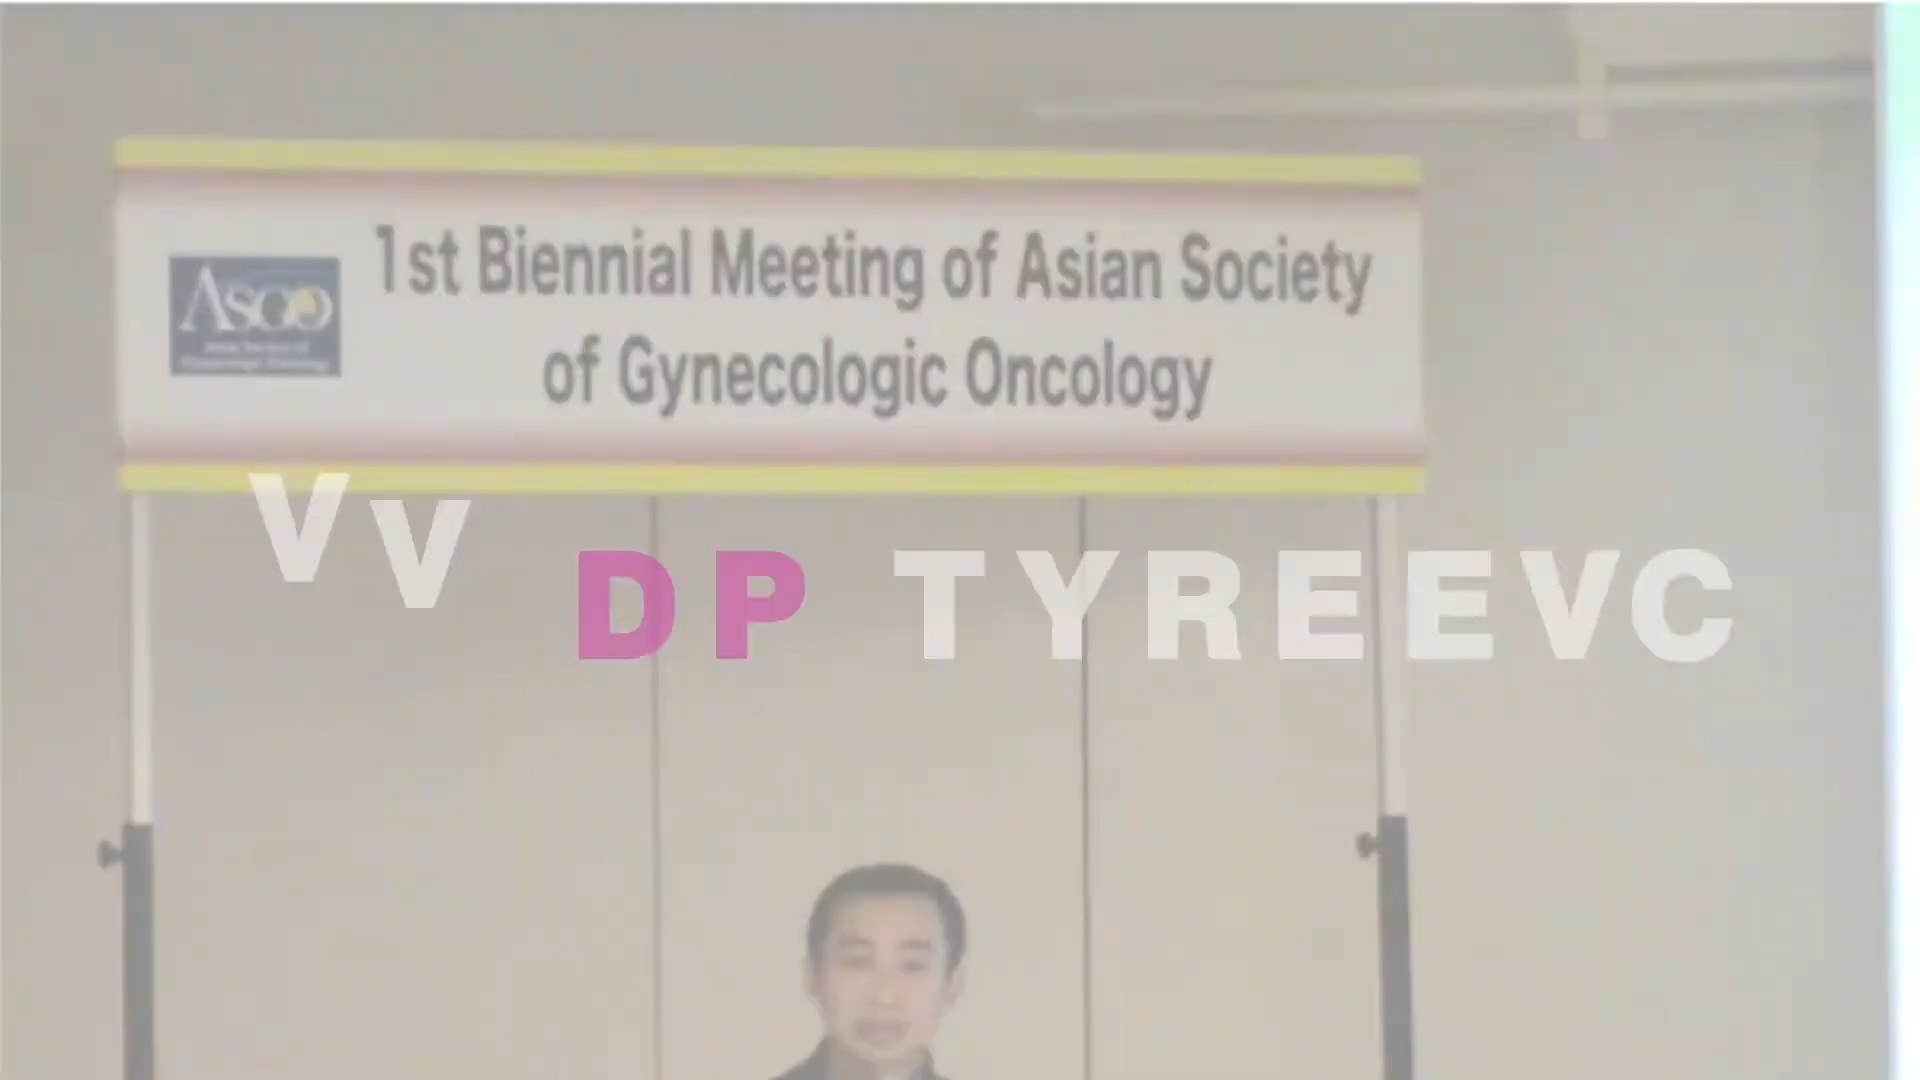 1st Biennial Meeting of Asian Society
of Gynecologic Oncology
ASGO
VV DP TYREEVC